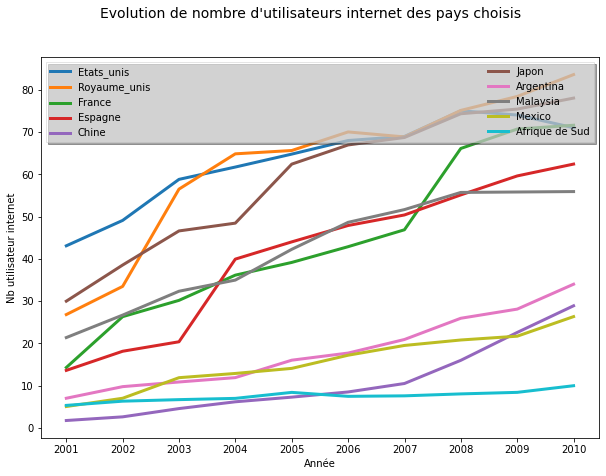 Evolution de nombre d'utilisateurs internet des pays choisis
Etats_unis
Royaume_unis
France
Espagne
Chine
Japon
Argentina
Malaysia
Mexico
Afrique de Sud
Nb utilisateur internet
80
70
60
50
40
30
20
10
0
2001 2002 2003 2004 2005 2006 2007 2008 2009 2010
Année